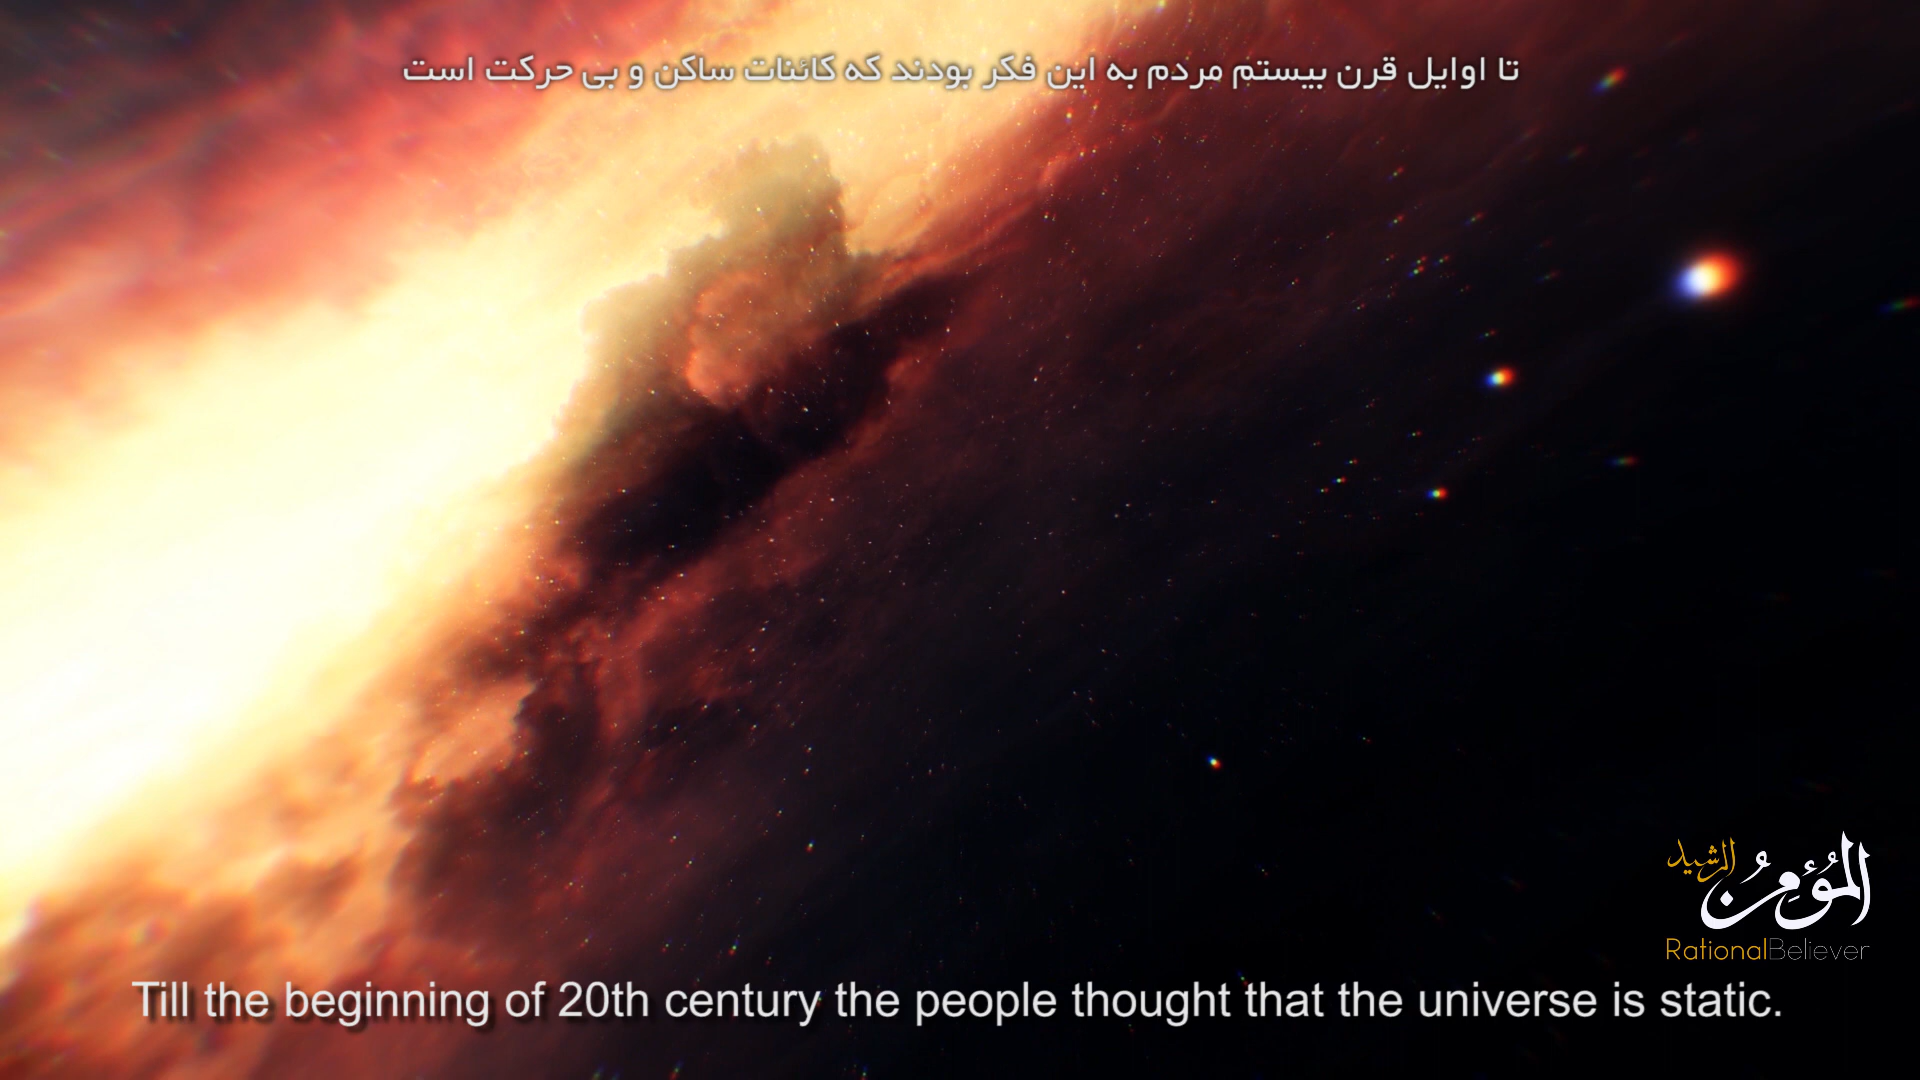 تا اوایل قرن بیستم مردم به این فکر بودند که کائنات ساکن و بی حرکت است
المؤمن الرشيد
RationalBeliever
Till the beginning of 20th century the people thought that the universe is static.